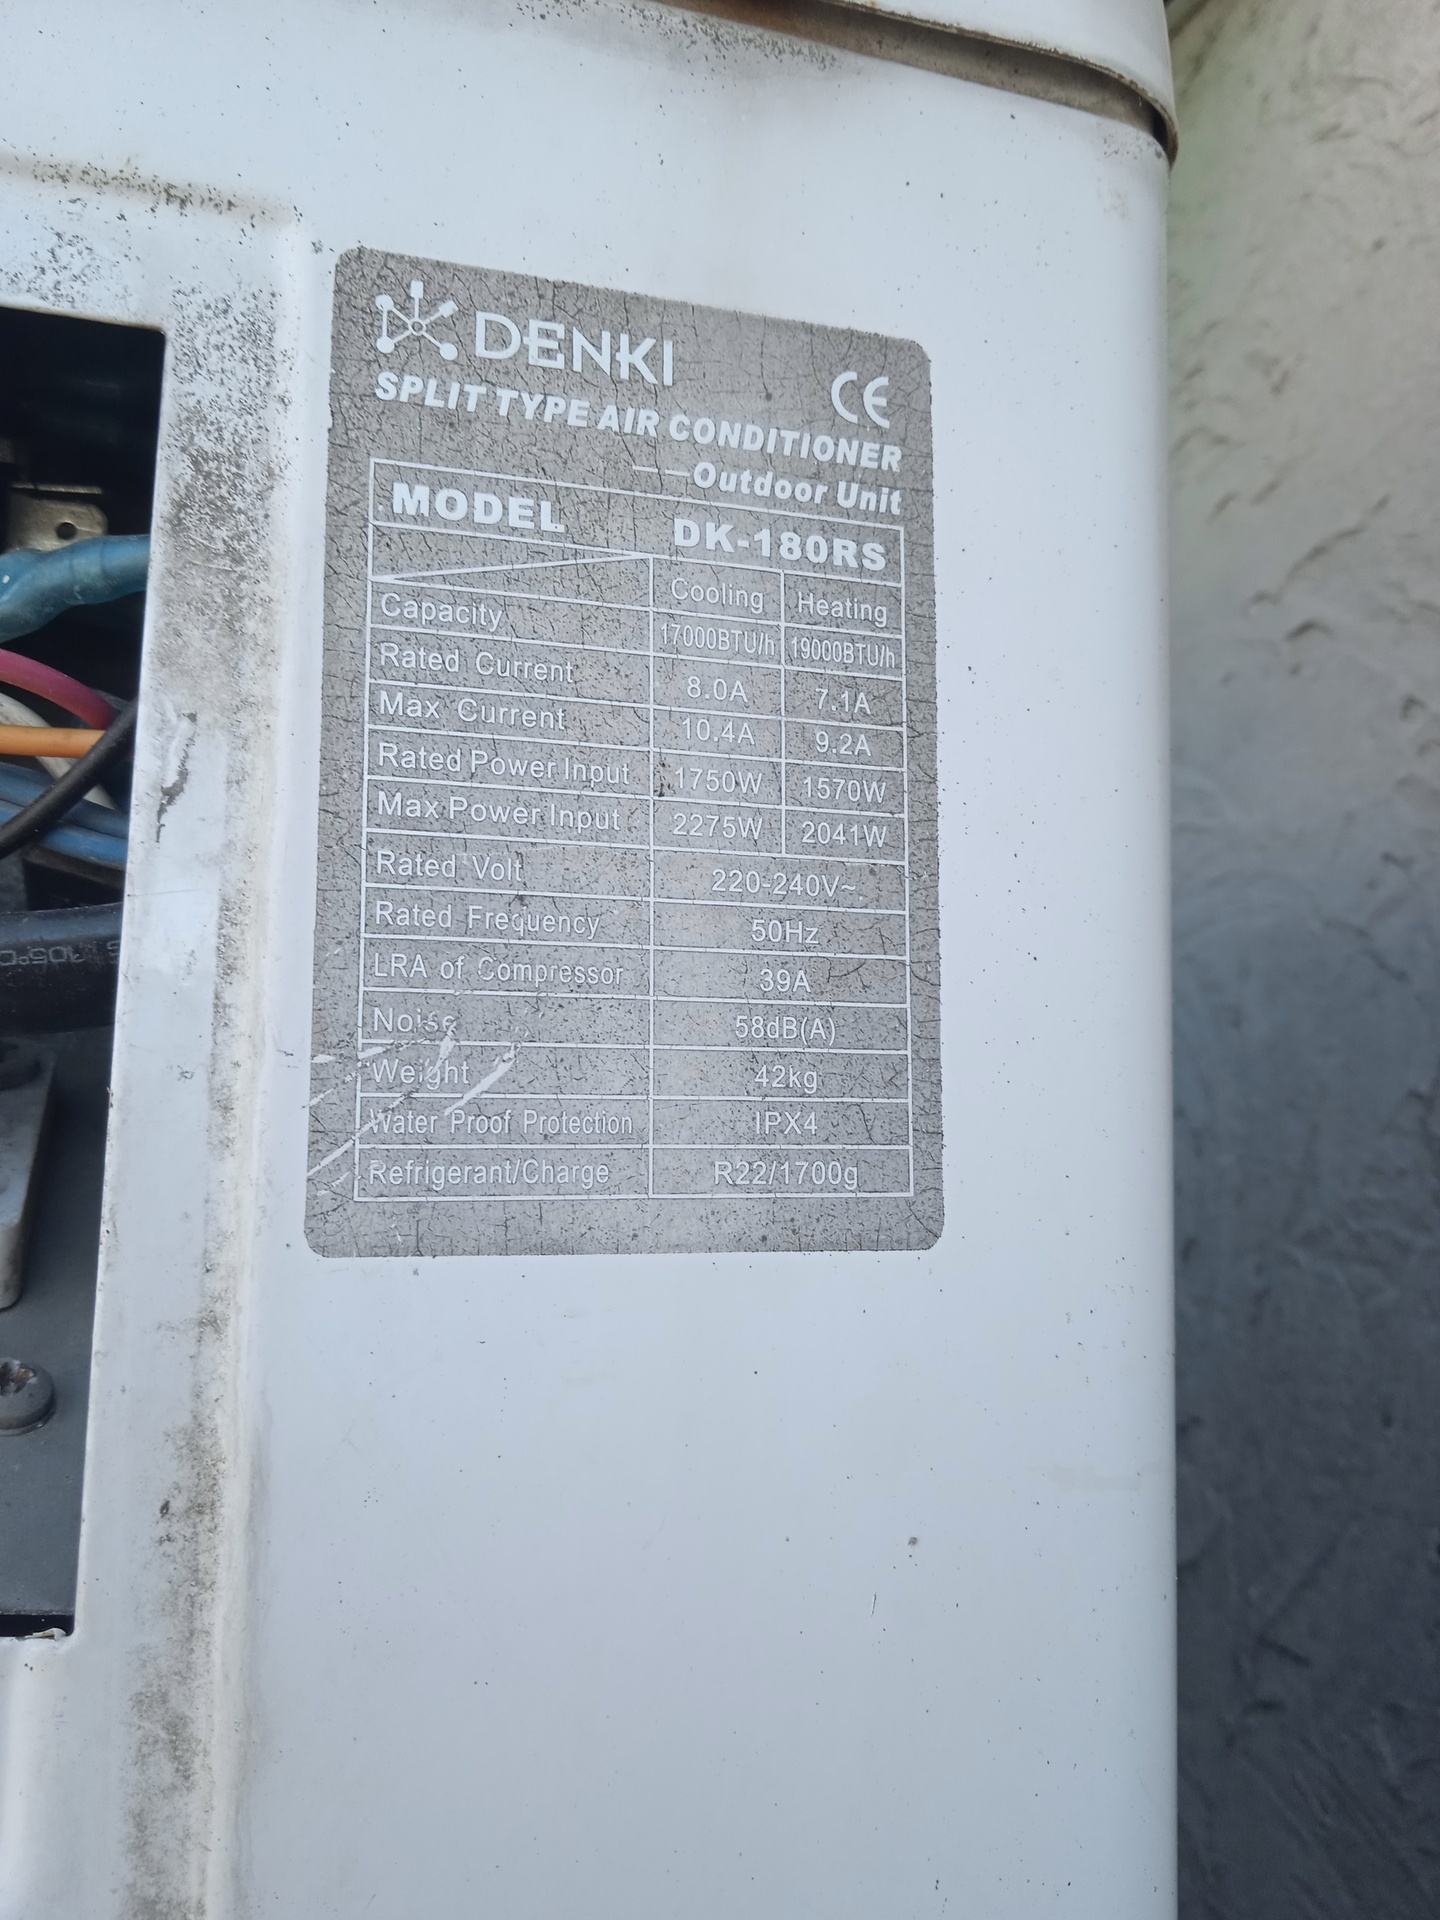 DENKI
CE
SPLIT TYPE AIR CONDITIONER
——Outdoor Unit
MODEL DK-180RS
Cooling Heating
Capacity 17000BTU/h 19000BTU/h
Rated Current 8.0A 7.1A
Max Current 10.4A 9.2A
Rated Power Input 1750W 1570W
Max Power Input 2275W 2041W
Rated Volt 220-240V~
Rated Frequency 50Hz
LRA of Compressor 39A
Noise 58dB(A)
Weight 42kg
Water Proof Protection IPX4
Refrigerant/Charge R22/1700g
105°C